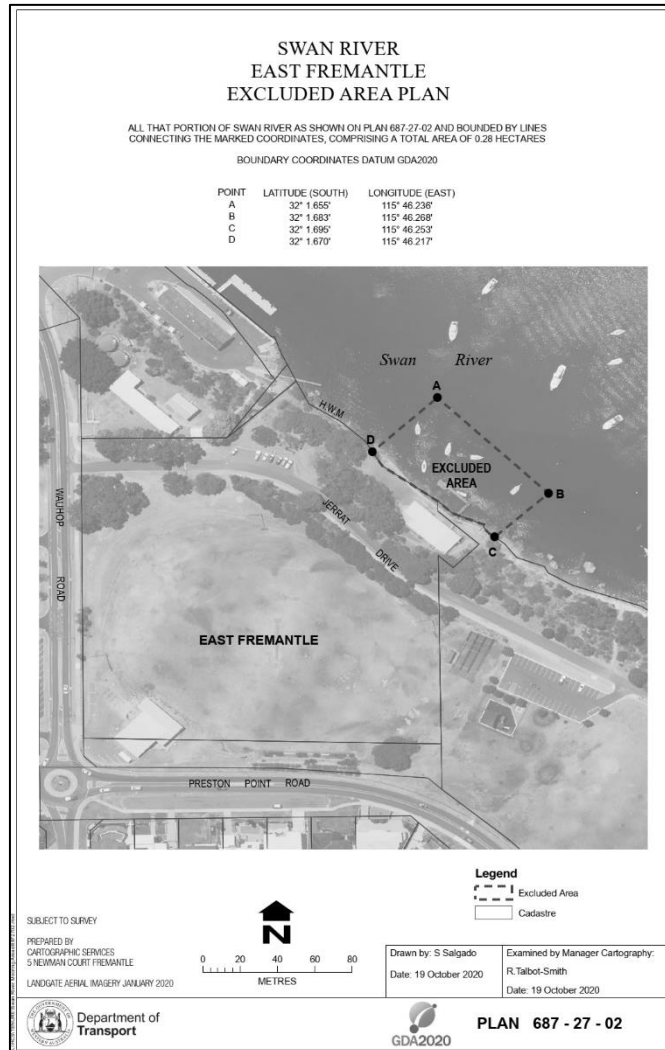 SWAN RIVER
EAST FREMANTLE
EXCLUDED AREA PLAN
ALL THAT PORTION OF SWAN RIVER AS SHOWN ON PLAN 687-27-02 AND BOUNDED BY LINES
CONNECTING THE MARKED COORDINATES, COMPRISING A TOTAL AREA OF 0.28 HECTARES
BOUNDARY COORDINATES DATUM GDA2020
POINT LATITUDE (SOUTH) LONGITUDE (EAST)
A 32° 1.655' 115° 46.236'
B 32° 1.683' 115° 46.268'
C 32° 1.695' 115° 46.253'
D 32° 1.670' 115° 46.217'
Swan River
A
H.W.M
D
EXCLUDED
AREA
B
C
WAUHOP ROAD
JERRAT DRIVE
EAST FREMANTLE
PRESTON POINT ROAD
Legend
Excluded Area
Cadastre
SUBJECT TO SURVEY
PREPARED BY
CARTOGRAPHIC SERVICES
5 NEWMAN COURT FREMANTLE
LANDGATE AERIAL IMAGERY JANUARY 2020
N
0 20 40 60 80
METRES
Drawn by: S Salgado
Date: 19 October 2020
Examined by Manager Cartography:
R.Talbot-Smith
Date: 19 October 2020
Department of
Transport
GDA2020
PLAN 687 - 27 - 02